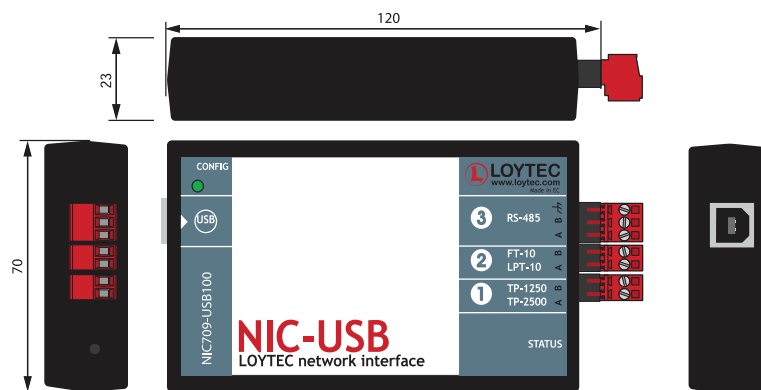 120
23
70
CONFIG
USB
NIC709-USB100
NIC-USB
LOYTEC network interface
L LOYTEC
www.loytec.com
Made in EC
3 RS-485 A B
2 FT-10 LPT-10 A B
1 TP-1250 TP-2500 A B
STATUS